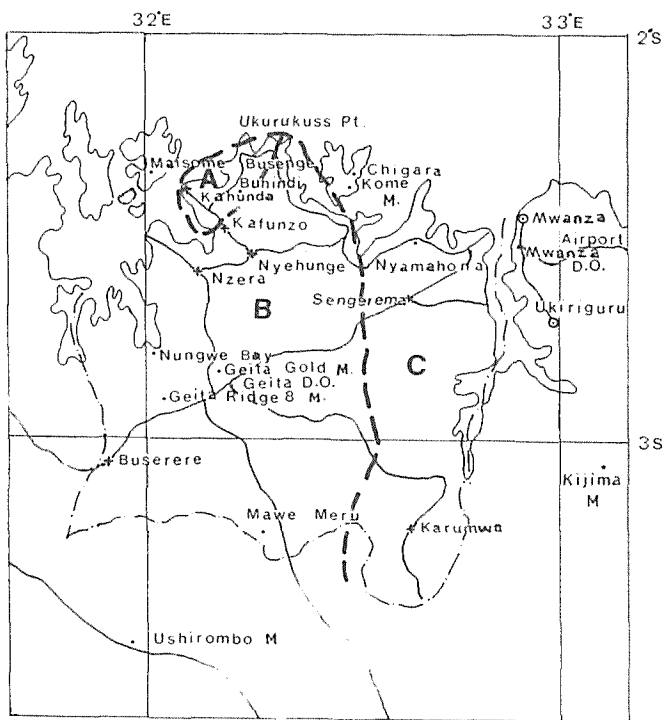 32°E
33°E
2°S
Ukurukuss Pt.
Maisome
Busenge
Chigara
A
Buhindi
Kome
M.
Kahunda
Kafunzo
Mwanza
Airport
Mwanza
D.O.
Nyehunge
Nyamahona
Nzera
Sengerema
B
Ukiriguru
C
Nungwe Bay
Geita Gold M.
Geita D.O.
Geita Ridge 8 M.
3S
Buserere
Kijima
M
Mawe Meru
Karumwa
Ushirombo M